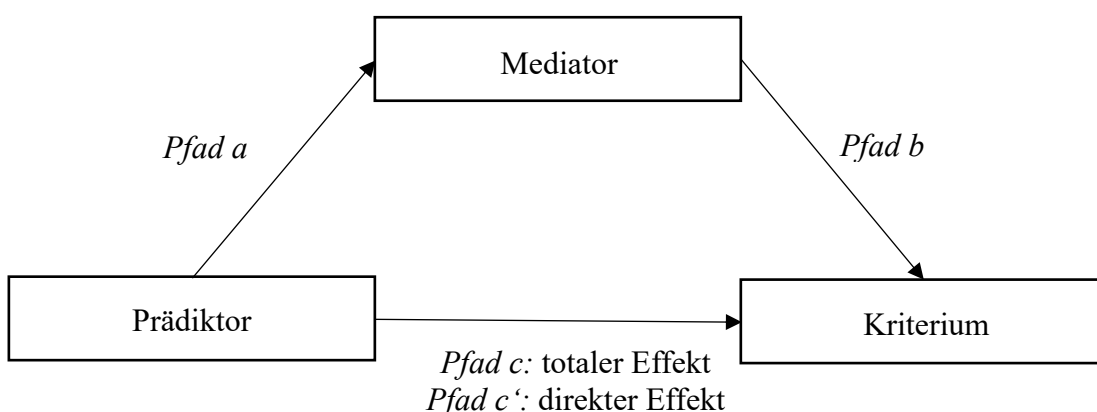 Mediator
Pfad a
Pfad b
Prädiktor
Kriterium
Pfad c: totaler Effekt
Pfad c‘: direkter Effekt